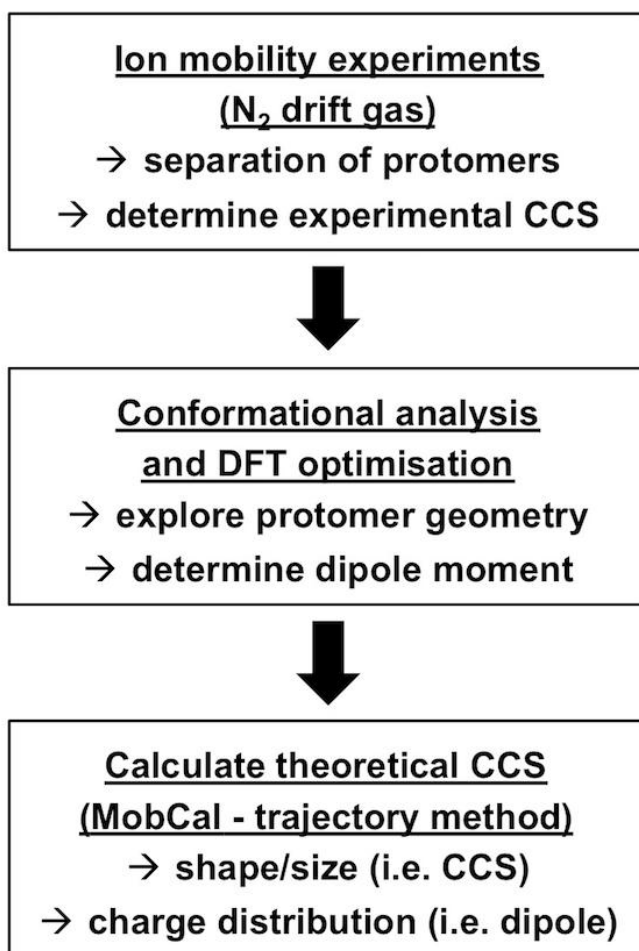 Ion mobility experiments
(N₂ drift gas)
→ separation of protomers
→ determine experimental CCS
Conformational analysis
and DFT optimisation
→ explore protomer geometry
→ determine dipole moment
Calculate theoretical CCS
(MobCal - trajectory method)
→ shape/size (i.e. CCS)
→ charge distribution (i.e. dipole)